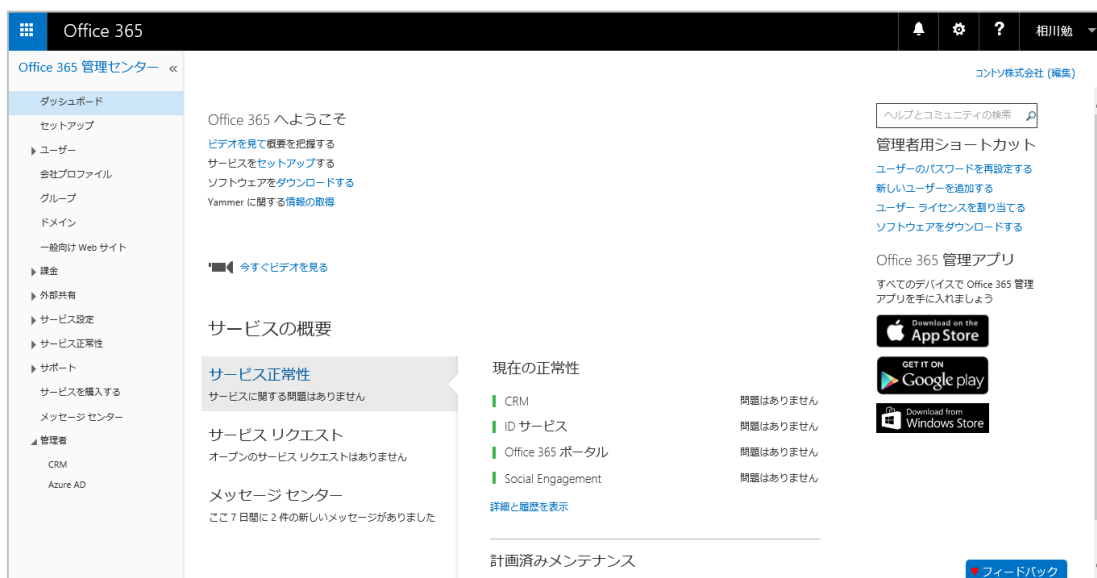 Office 365
相川勉
Office 365 管理センター «
コントソ株式会社 (編集)
ダッシュボード
セットアップ
ユーザー
会社プロファイル
グループ
ドメイン
一般向け Web サイト
課金
外部共有
サービス設定
サービス正常性
サポート
サービスを購入する
メッセージ センター
管理者
CRM
Azure AD
Office 365 へようこそ
ビデオを見て概要を把握する
サービスをセットアップする
ソフトウェアをダウンロードする
Yammer に関する情報の取得
今すぐビデオを見る
サービスの概要
サービス正常性
サービスに関する問題はありません
サービス リクエスト
オープンのサービス リクエストはありません
メッセージ センター
ここ 7 日間に 2 件の新しいメッセージがありました
現在の正常性
CRM 問題はありません
ID サービス 問題はありません
Office 365 ポータル 問題はありません
Social Engagement 問題はありません
詳細と履歴を表示
計画済みメンテナンス
ヘルプとコミュニティの検索
管理者用ショートカット
ユーザーのパスワードを再設定する
新しいユーザーを追加する
ユーザー ライセンスを割り当てる
ソフトウェアをダウンロードする
Office 365 管理アプリ
すべてのデバイスで Office 365 管理
アプリを手に入れましょう
Download on the
App Store
GET IT ON
Google play
Download from
Windows Store
フィードバック